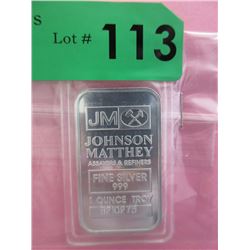 S
Lot # 113
JM
JOHNSON
MATTHEY
ASSAYERS & REFINERS
FINE SILVER
999
1 OUNCE TROY